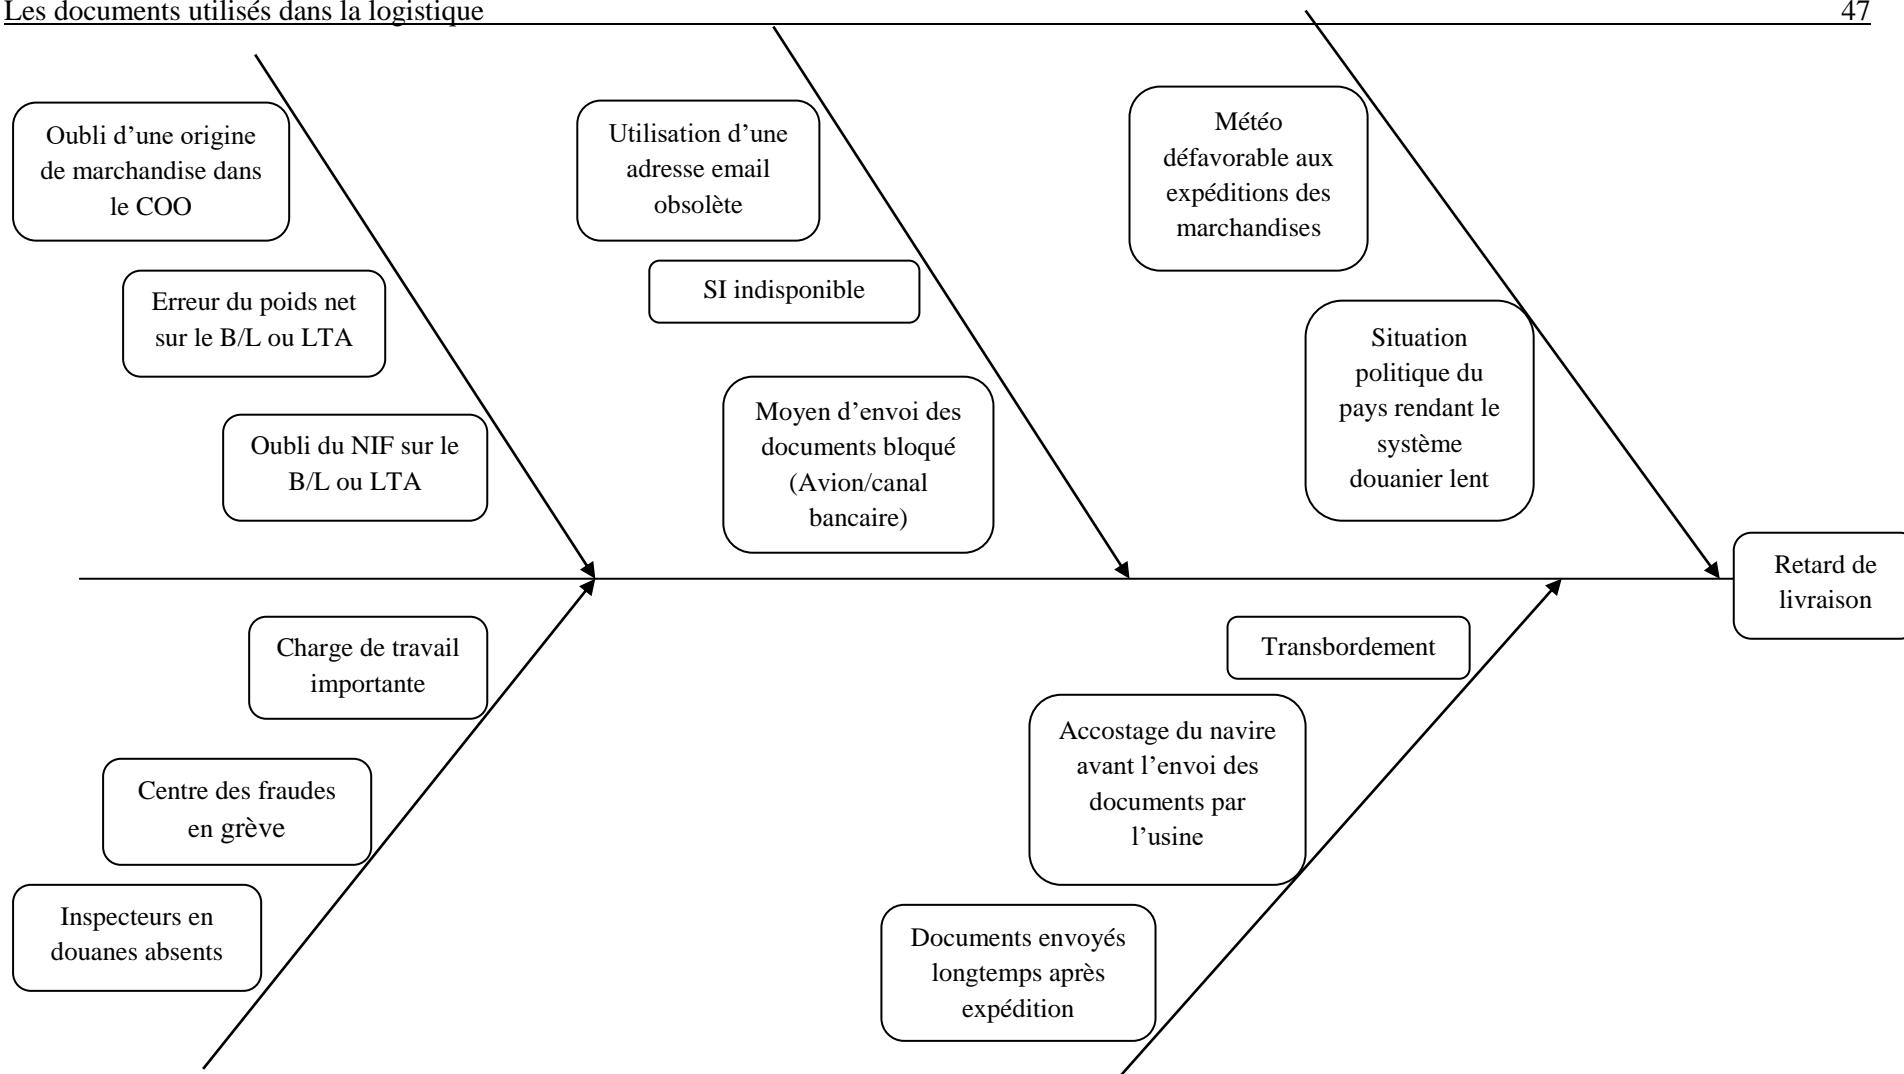 Les documents utilisés dans la logistique 47
Oubli d’une origine
de marchandise dans
le COO
Erreur du poids net
sur le B/L ou LTA
Oubli du NIF sur le
B/L ou LTA
Utilisation d’une
adresse email
obsolète
SI indisponible
Moyen d’envoi des
documents bloqué
(Avion/canal
bancaire)
Météo
défavorable aux
expéditions des
marchandises
Situation
politique du
pays rendant le
système
douanier lent
Retard de
livraison
Charge de travail
importante
Centre des fraudes
en grève
Inspecteurs en
douanes absents
Transbordement
Accostage du navire
avant l’envoi des
documents par
l’usine
Documents envoyés
longtemps après
expédition